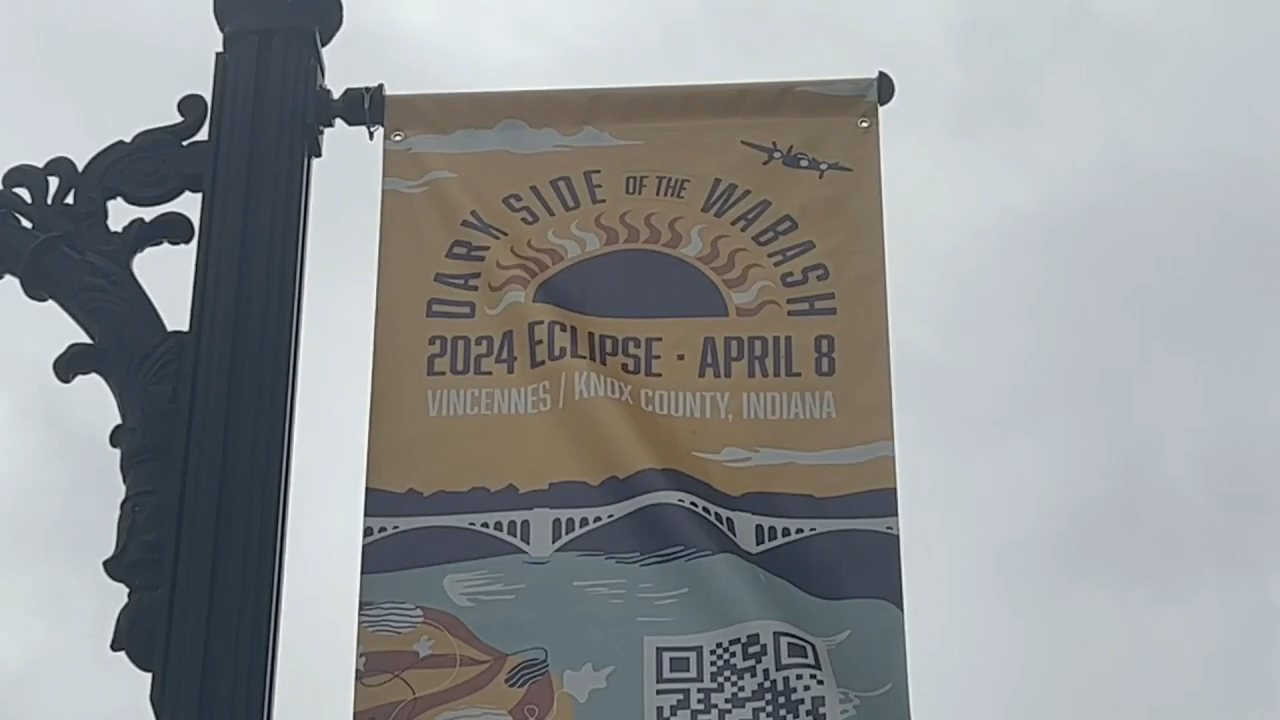 DARK SIDE OF THE WABASH
2024 ECLIPSE · APRIL 8
VINCENNES / KNOX COUNTY, INDIANA